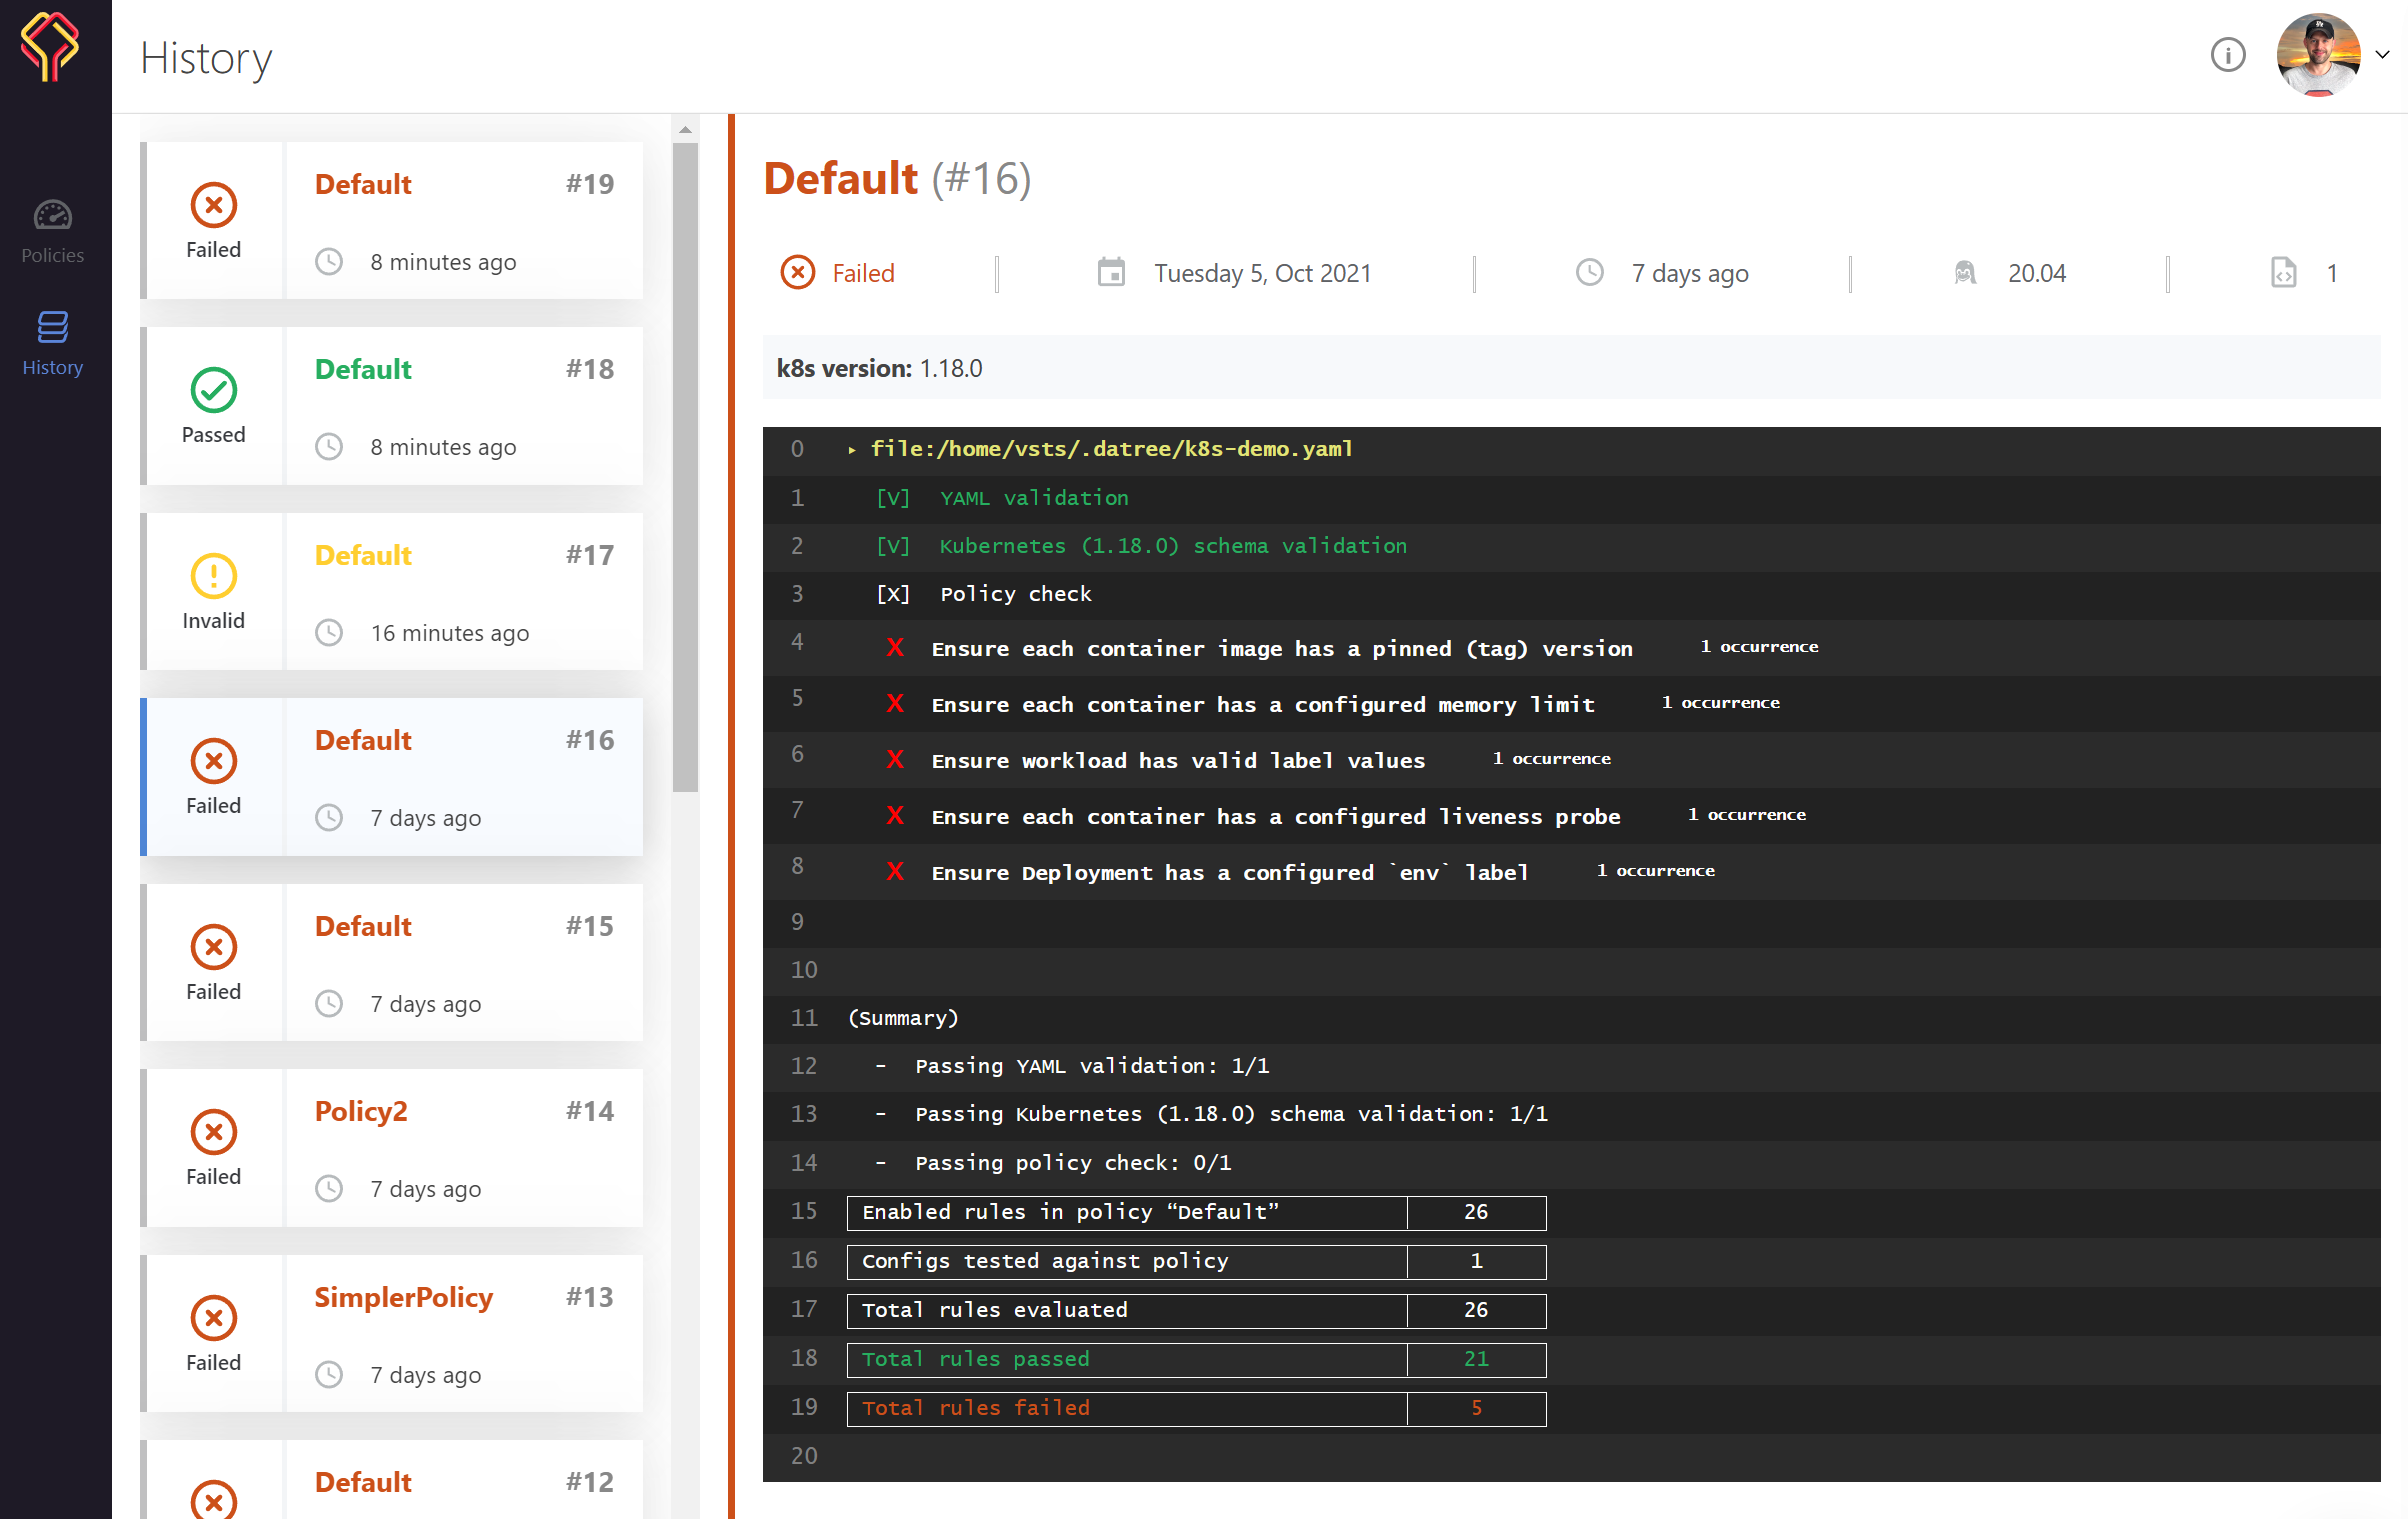 History
Policies
History
Default #19
Failed
8 minutes ago
Default #18
Passed
8 minutes ago
Default #17
Invalid
16 minutes ago
Default #16
Failed
7 days ago
Default #15
Failed
7 days ago
Policy2 #14
Failed
7 days ago
SimplerPolicy #13
Failed
7 days ago
Default #12
Default (#16)
Failed Tuesday 5, Oct 2021 7 days ago 20.04 1
k8s version: 1.18.0
0 ▸ file:/home/vsts/.datree/k8s-demo.yaml
1 [V] YAML validation
2 [V] Kubernetes (1.18.0) schema validation
3 [X] Policy check
4 X Ensure each container image has a pinned (tag) version 1 occurrence
5 X Ensure each container has a configured memory limit 1 occurrence
6 X Ensure workload has valid label values 1 occurrence
7 X Ensure each container has a configured liveness probe 1 occurrence
8 X Ensure Deployment has a configured `env` label 1 occurrence
9
10
11 (Summary)
12 - Passing YAML validation: 1/1
13 - Passing Kubernetes (1.18.0) schema validation: 1/1
14 - Passing policy check: 0/1
15 Enabled rules in policy “Default” 26
16 Configs tested against policy 1
17 Total rules evaluated 26
18 Total rules passed 21
19 Total rules failed 5
20